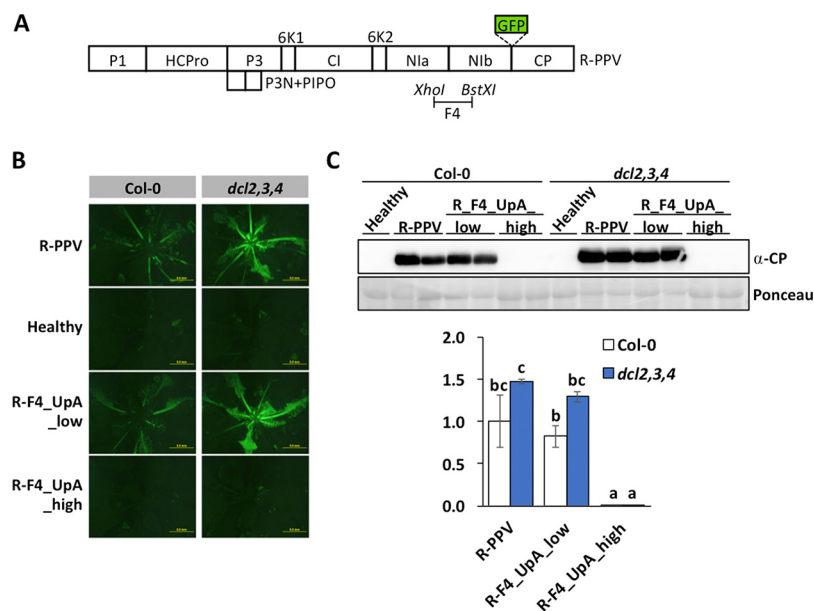 A
GFP
6K1 6K2
P1 HCPro P3 CI NIa NIb CP R-PPV
P3N+PIPO
XhoI BstXI
F4
B
Col-0 dcl2,3,4
R-PPV
Healthy
R-F4_UpA
_low
R-F4_UpA
_high
C
Col-0 dcl2,3,4
Healthy R-PPV R_F4_UpA_ Healthy R-PPV R_F4_UpA_
low high low high
α-CP
Ponceau
2.0
1.5
1.0
0.5
0.0
Col-0
dcl2,3,4
bc c b bc a a
R-PPV
R-F4_UpA_low
R-F4_UpA_high